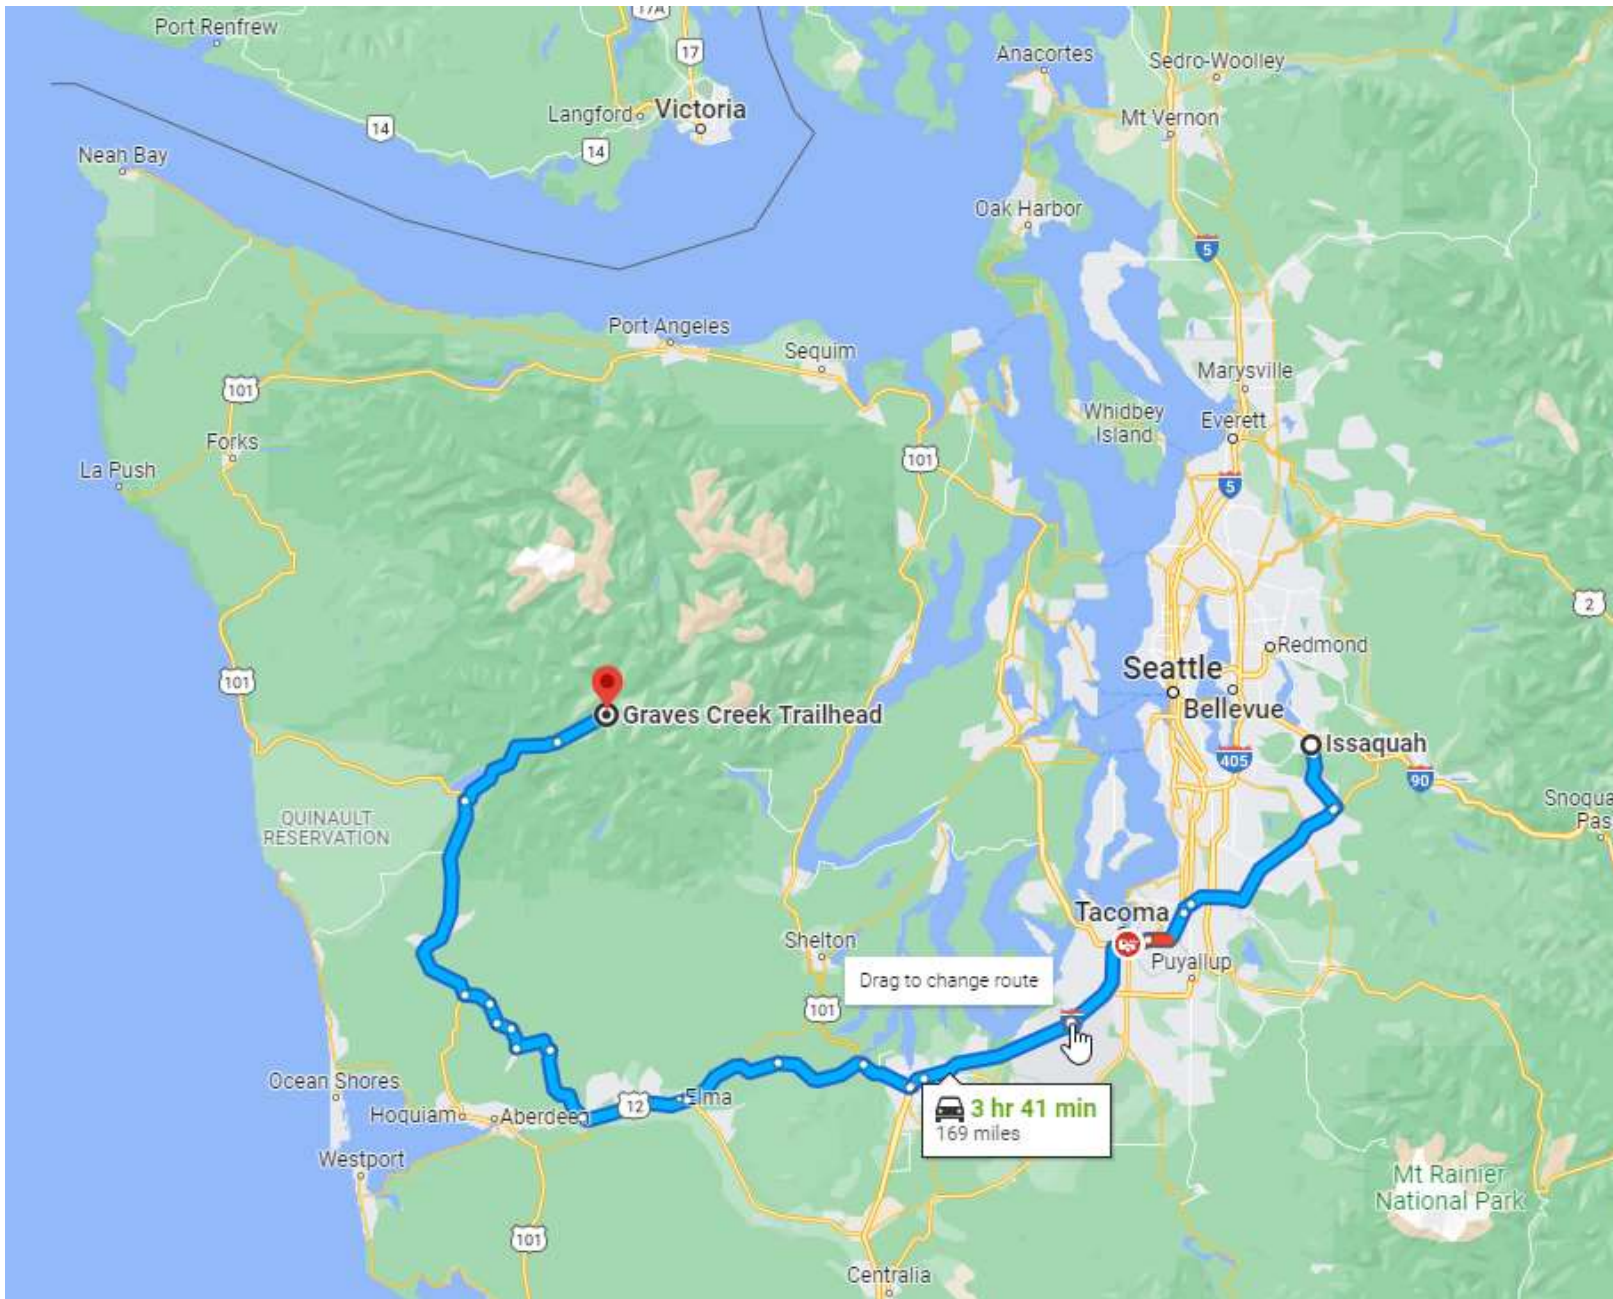 17A
Port Renfrew
17
Anacortes
Sedro-Woolley
Langford
Victoria
Mt Vernon
14
14
Neah Bay
Oak Harbor
5
Port Angeles
Sequim
Marysville
101
Whidbey
Island
Everett
Forks
101
La Push
5
2
Redmond
Seattle
101
Bellevue
Graves Creek Trailhead
Issaquah
405
90
Snoqua
Pas
QUINAULT
RESERVATION
Tacoma
Shelton
Puyallup
Drag to change route
101
Ocean Shores
Elma
12
Hoquiam
Aberdeen
3 hr 41 min
169 miles
Westport
Mt Rainier
National Park
101
Centralia